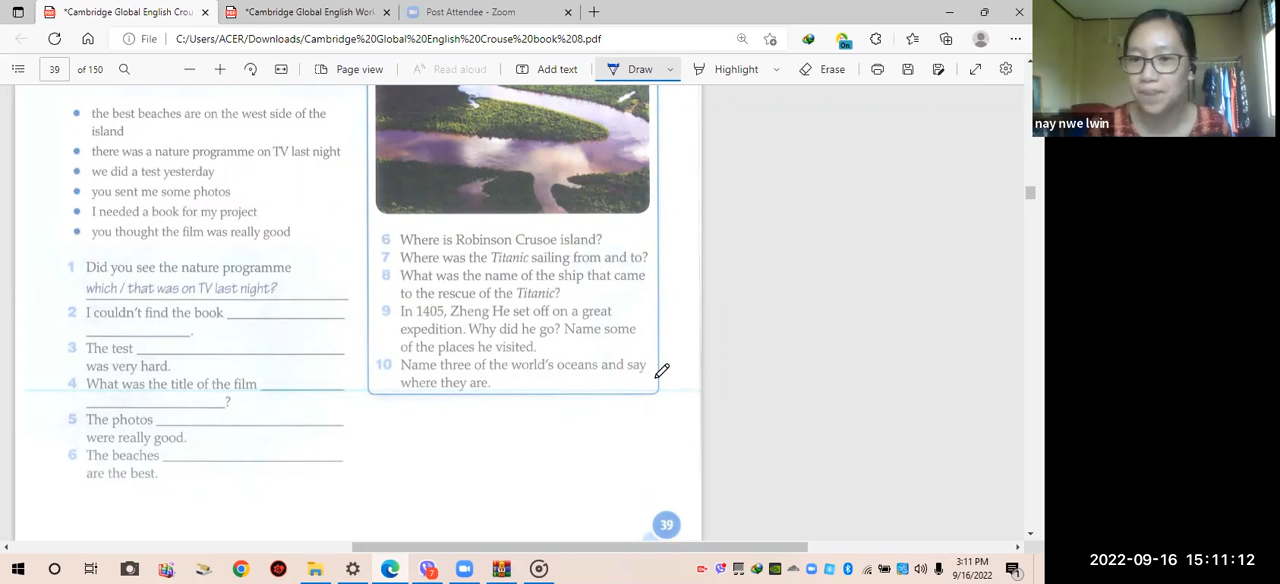 *Cambridge Global English Crou
*Cambridge Global English Worl
Post Attendee - Zoom
File
C:/Users/ACER/Downloads/Cambridge%20Global%20English%20Crouse%20book%208.pdf
39 of 150
Page view
Read aloud
Add text
Draw
Highlight
Erase
nay nwe lwin
the best beaches are on the west side of the
island
there was a nature programme on TV last night
we did a test yesterday
you sent me some photos
I needed a book for my project
you thought the film was really good
1 Did you see the nature programme
which / that was on TV last night?
2 I couldn't find the book
.
3 The test
was very hard.
4 What was the title of the film
?
5 The photos
were really good.
6 The beaches
are the best.
6 Where is Robinson Crusoe island?
7 Where was the Titanic sailing from and to?
8 What was the name of the ship that came
to the rescue of the Titanic?
9 In 1405, Zheng He set off on a great
expedition. Why did he go? Name some
of the places he visited.
10 Name three of the world's oceans and say
where they are.
39
3:11 PM
9/16/2022
2022-09-16 15:11:12